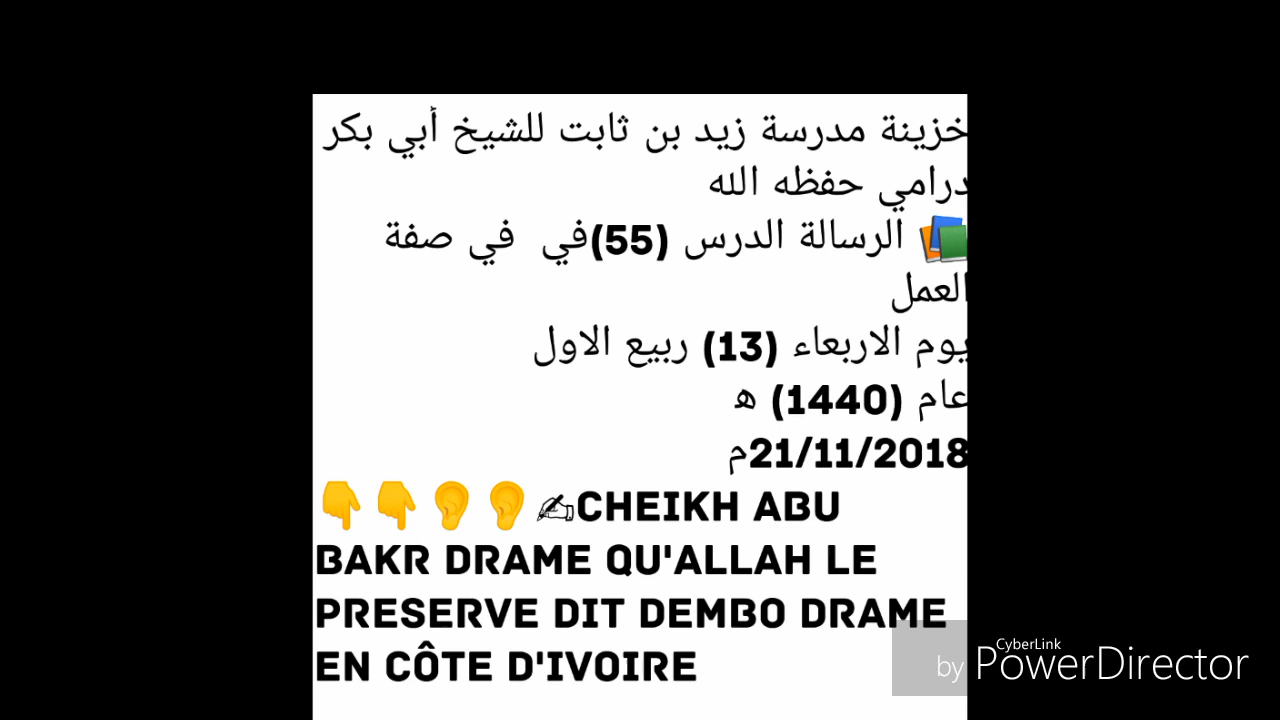 خزينة مدرسة زيد بن ثابت للشيخ أبي بكر
درامي حفظه الله
📚 الرسالة الدرس (55)في في صفة
العمل
يوم الاربعاء (13) ربيع الاول
عام (1440) ه
21/11/2018م
👇👇👂👂✍CHEIKH ABU
BAKR DRAME QU'ALLAH LE
PRESERVE DIT DEMBO DRAME
EN CÔTE D'IVOIRE
CyberLink
by PowerDirector